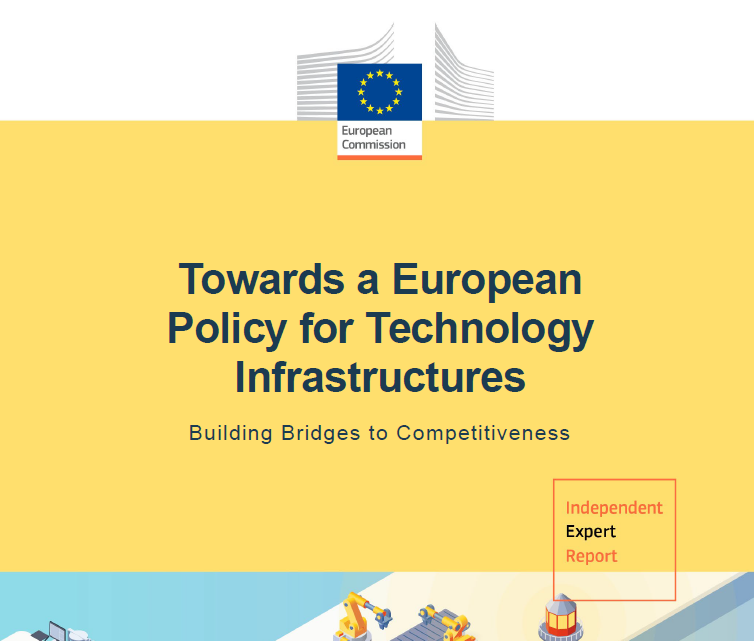 European
Commission
Towards a European
Policy for Technology
Infrastructures
Building Bridges to Competitiveness
Independent
Expert
Report